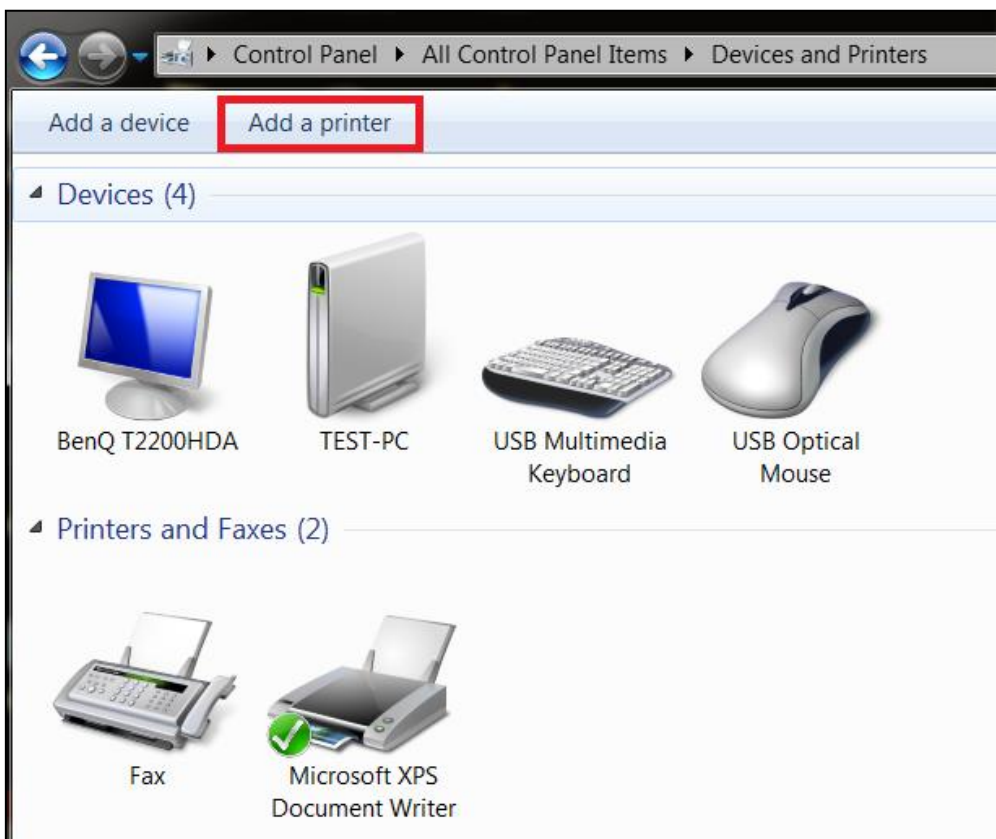 Control Panel All Control Panel Items Devices and Printers
Add a device Add a printer
Devices (4)
BenQ T2200HDA TEST-PC USB Multimedia Keyboard USB Optical Mouse
Printers and Faxes (2)
Fax Microsoft XPS Document Writer